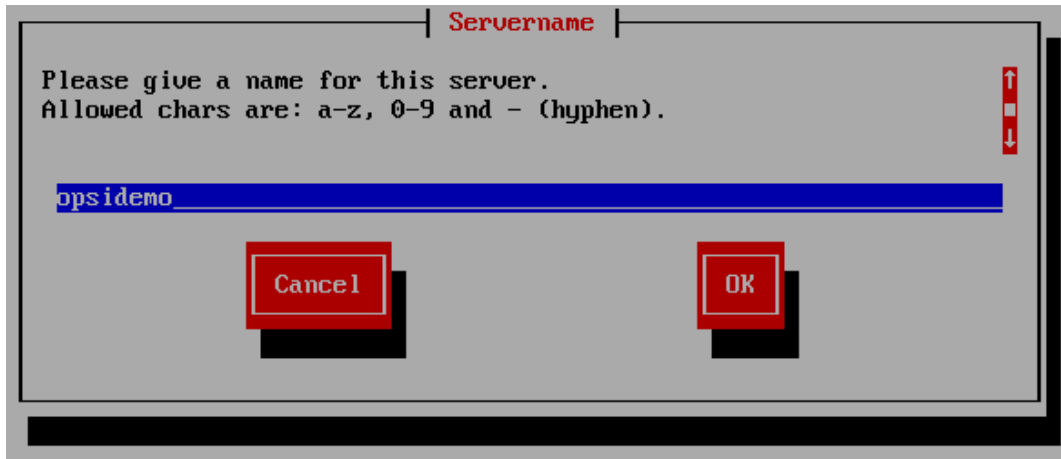 Servername
Please give a name for this server.
Allowed chars are: a-z, 0-9 and - (hyphen).
opsidemo
Cancel OK